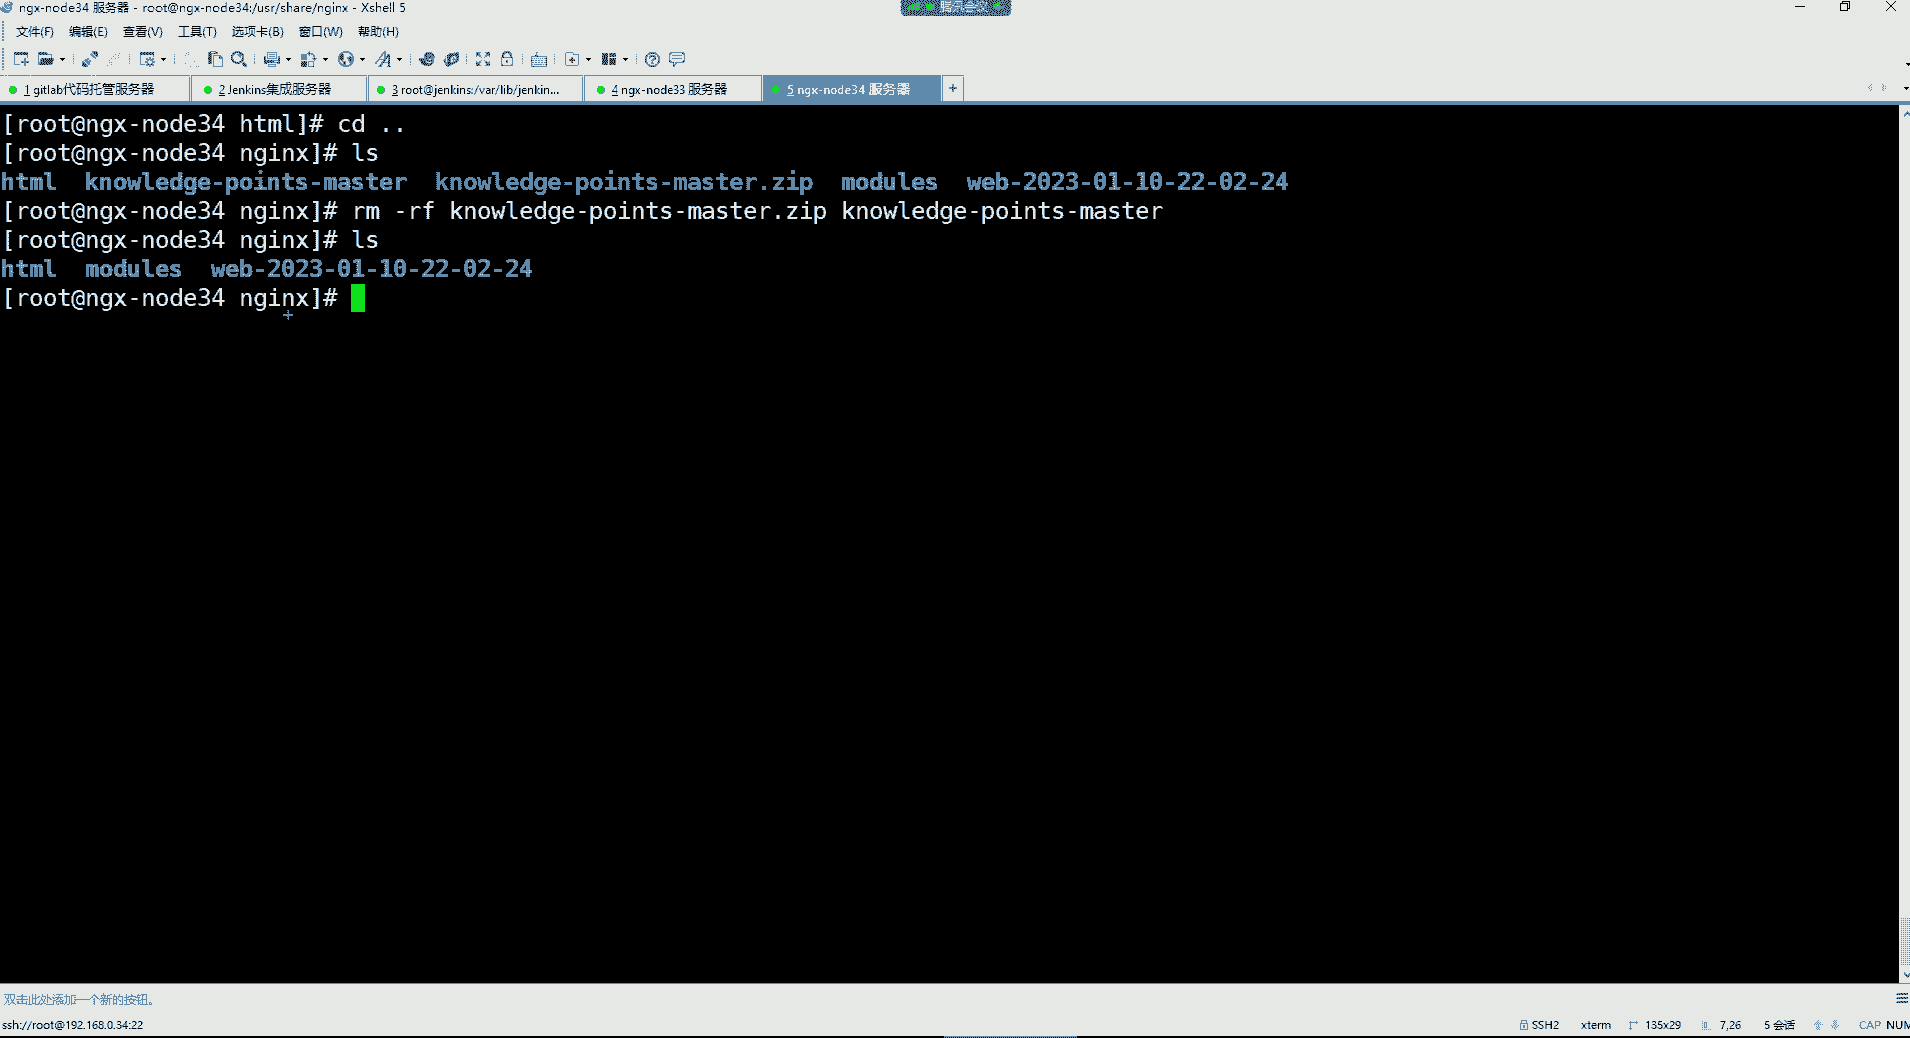 ngx-node34 服务器 - root@ngx-node34:/usr/share/nginx - Xshell 5
腾讯会议
文件(F) 编辑(E) 查看(V) 工具(T) 选项卡(B) 窗口(W) 帮助(H)
1 gitlab代码托管服务器 2 Jenkins集成服务器 3 root@jenkins:/var/lib/jenkin... 4 ngx-node33 服务器 5 ngx-node34 服务器 +
[root@ngx-node34 html]# cd ..
[root@ngx-node34 nginx]# ls
html knowledge-points-master knowledge-points-master.zip modules web-2023-01-10-22-02-24
[root@ngx-node34 nginx]# rm -rf knowledge-points-master.zip knowledge-points-master
[root@ngx-node34 nginx]# ls
html modules web-2023-01-10-22-02-24
[root@ngx-node34 nginx]#
双击此处添加一个新的按钮。
ssh://root@192.168.0.34:22 SSH2 xterm 135x29 7,26 5 会话 CAP NUM